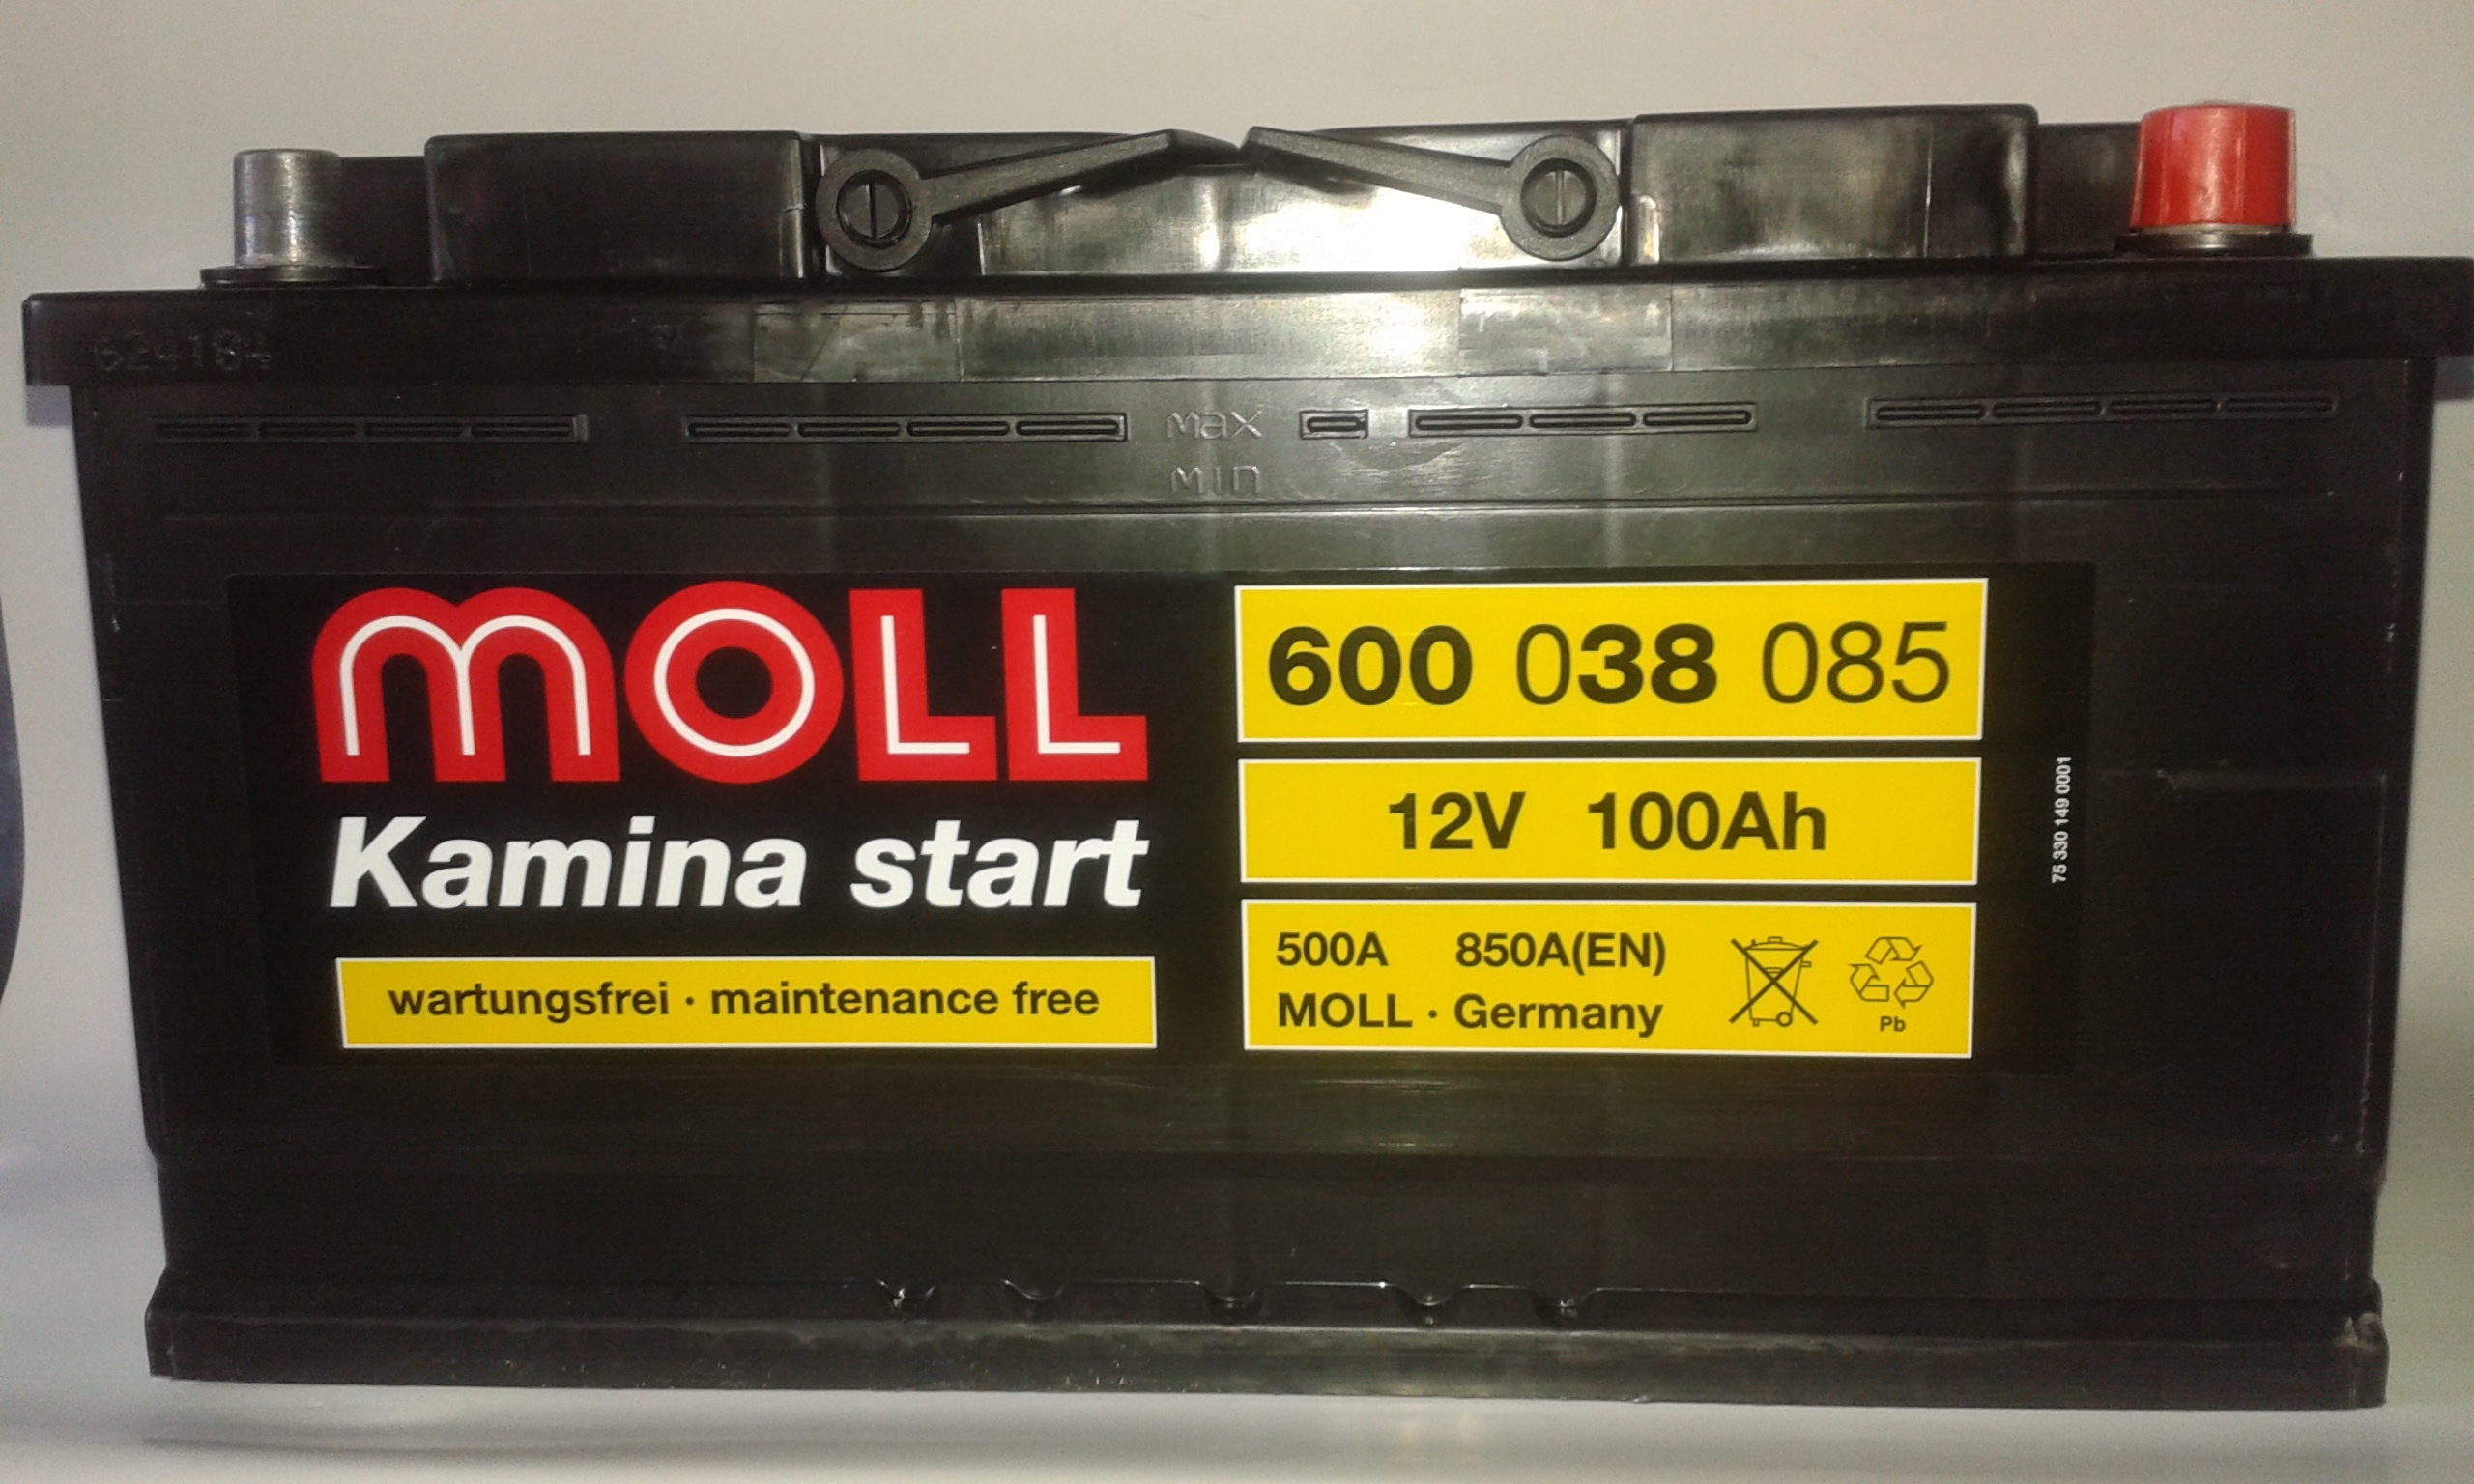 624184
max
MIN
MOLL
Kamina start
wartungsfrei · maintenance free
600 038 085
12V 100Ah
500A 850A(EN)
MOLL · Germany
Pb
75 330 149 0001